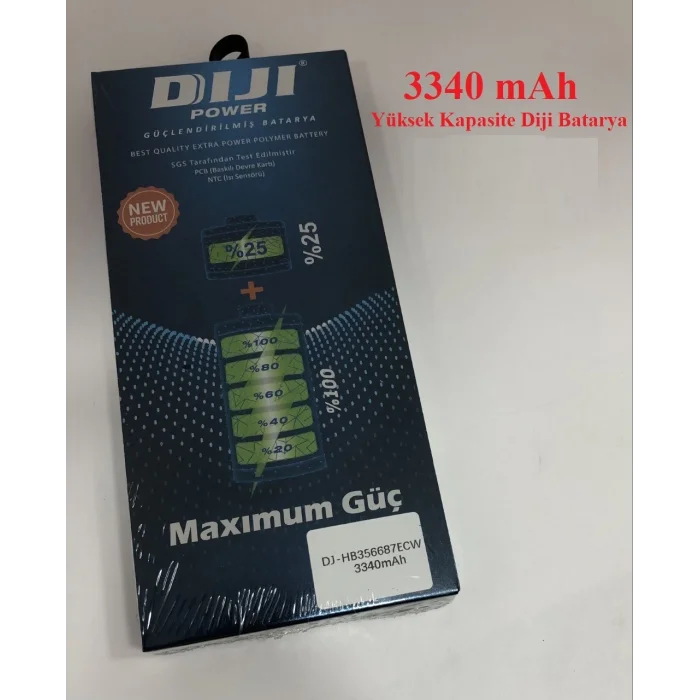 3340 mAh
Yüksek Kapasite Diji Batarya
DIJI®
POWER
GÜÇLENDİRİLMİŞ BATARYA
BEST QUALITY EXTRA POWER POLYMER BATTERY
SGS Tarafından Test Edilmiştir
PCB (Baskılı Devre Kartı)
NTC (Isı Sensörü)
NEW
PRODUCT
%25
%25
+
%100
%80
%60
%40
%20
%100
Maxımum Güç
DJ-HB356687ECW
3340mAh